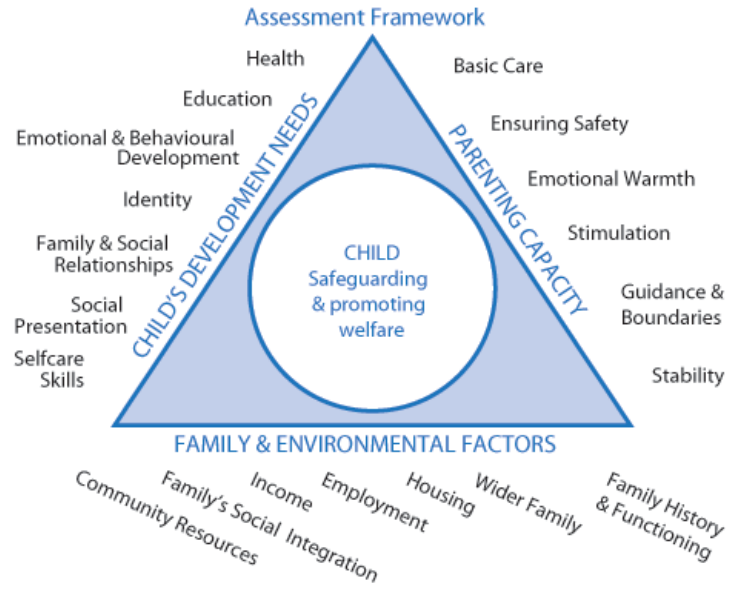 Assessment Framework
Health
Education
Emotional & Behavioural
Development
Identity
Family & Social
Relationships
Social
Presentation
Selfcare
Skills
CHILD'S DEVELOPMENT NEEDS
CHILD
Safeguarding
& promoting
welfare
PARENTING CAPACITY
Basic Care
Ensuring Safety
Emotional Warmth
Stimulation
Guidance &
Boundaries
Stability
FAMILY & ENVIRONMENTAL FACTORS
Community Resources
Family's Social Integration
Income
Employment
Housing
Wider Family
Family History
& Functioning